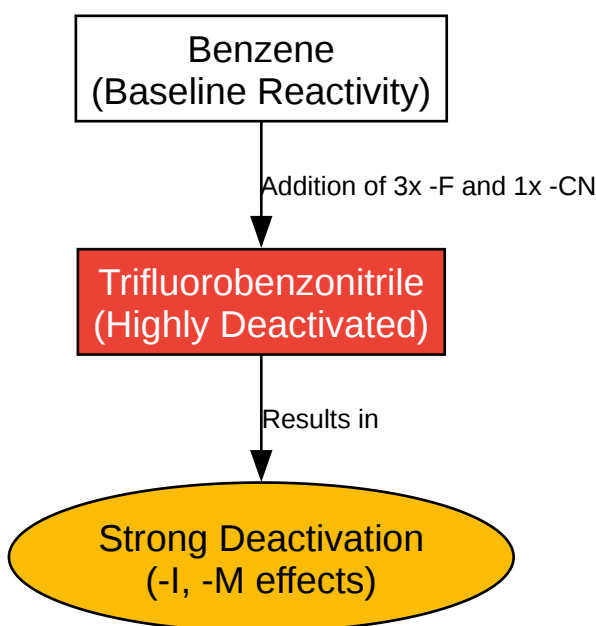 Benzene
(Baseline Reactivity)
Addition of 3x -F and 1x -CN
Trifluorobenzonitrile
(Highly Deactivated)
Results in
Strong Deactivation
(-I, -M effects)